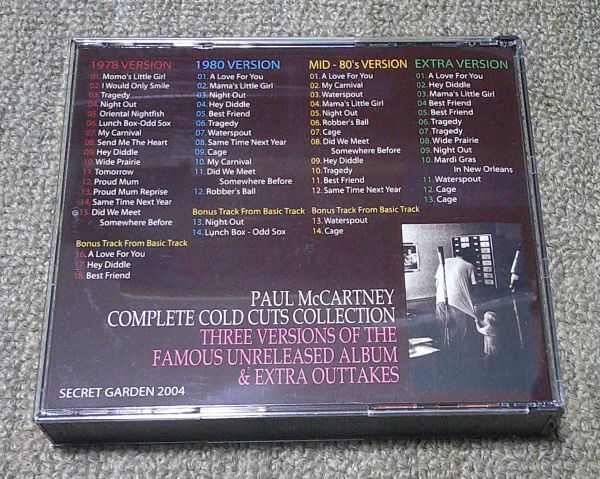 1978 VERSION
01. Momo's Little Girl
02. I Would Only Smile
03. Tragedy
04. Night Out
05. Oriental Nightfish
06. Lunch Box-Odd Sox
07. My Carnival
08. Send Me The Heart
09. Hey Diddle
10. Wide Prairie
11. Tomorrow
12. Proud Mum
13. Proud Mum Reprise
14. Same Time Next Year
15. Did We Meet
Somewhere Before
Bonus Track From Basic Track
16. A Love For You
17. Hey Diddle
18. Best Friend
1980 VERSION
01. A Love For You
02. Mama's Little Girl
03. Night Out
04. Hey Diddle
05. Best Friend
06. Tragedy
07. Waterspout
08. Same Time Next Year
09. Cage
10. My Carnival
11. Did We Meet
Somewhere Before
12. Robber's Ball
Bonus Track From Basic Track
13. Night Out
14. Lunch Box - Odd Sox
MID - 80's VERSION
01. A Love For You
02. My Carnival
03. Waterspout
04. Mama's Little Girl
05. Night Out
06. Robber's Ball
07. Cage
08. Did We Meet
Somewhere Before
09. Hey Diddle
10. Tragedy
11. Best Friend
12. Same Time Next Year
Bonus Track From Basic Track
13. Waterspout
14. Cage
EXTRA VERSION
01. A Love For You
02. Hey Diddle
03. Mama's Little Girl
04. Best Friend
05. Best Friend
06. Tragedy
07. Tragedy
08. Wide Prairie
09. Night Out
10. Mardi Gras
in New Orleans
11. Waterspout
12. Cage
13. Cage
PAUL McCARTNEY
COMPLETE COLD CUTS COLLECTION
THREE VERSIONS OF THE
FAMOUS UNRELEASED ALBUM
& EXTRA OUTTAKES
SECRET GARDEN 2004